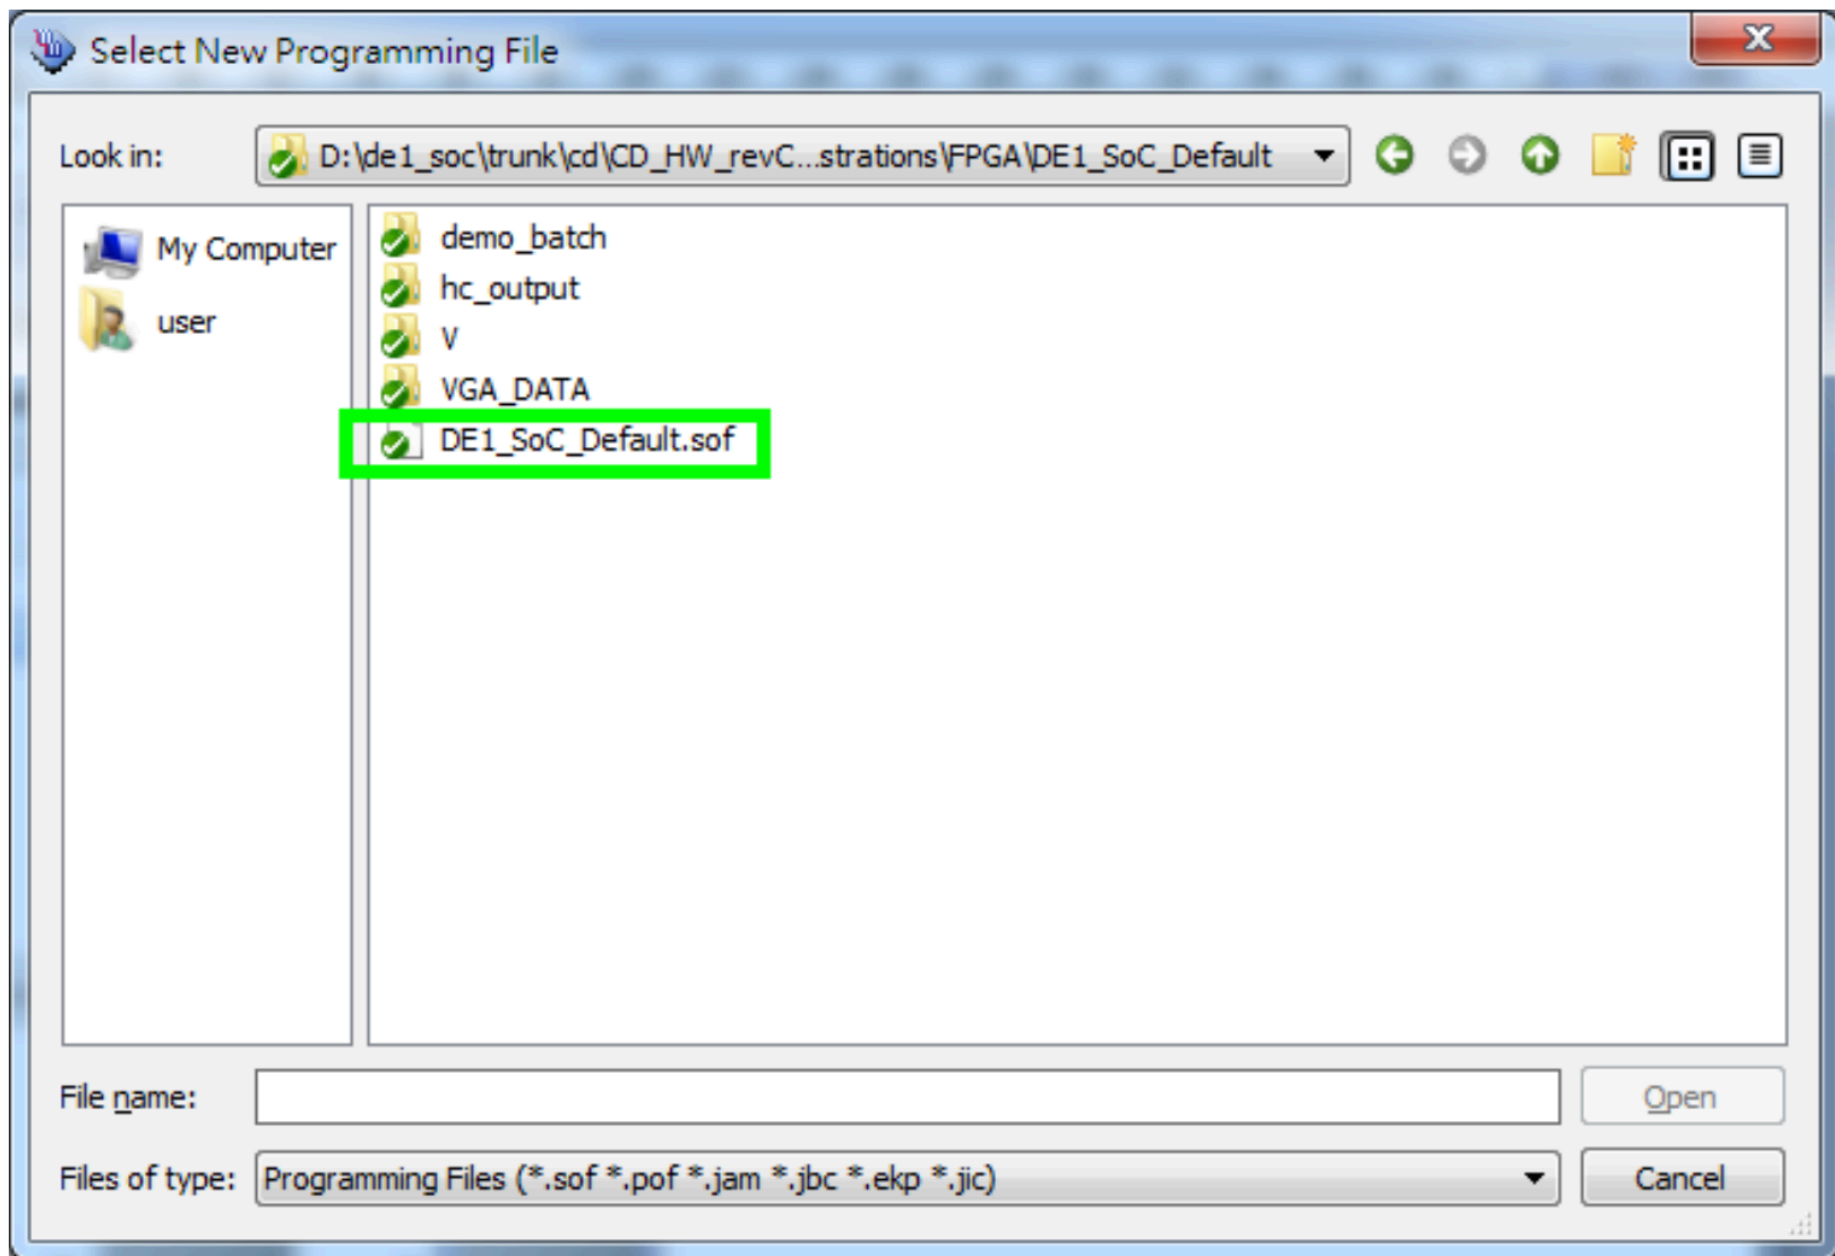 Select New Programming File
Look in:
D:\de1_soc\trunk\cd\CD_HW_revC...strations\FPGA\DE1_SoC_Default
My Computer
user
demo_batch
hc_output
V
VGA_DATA
DE1_SoC_Default.sof
File name:
Open
Files of type:
Programming Files (*.sof *.pof *.jam *.jbc *.ekp *.jic)
Cancel